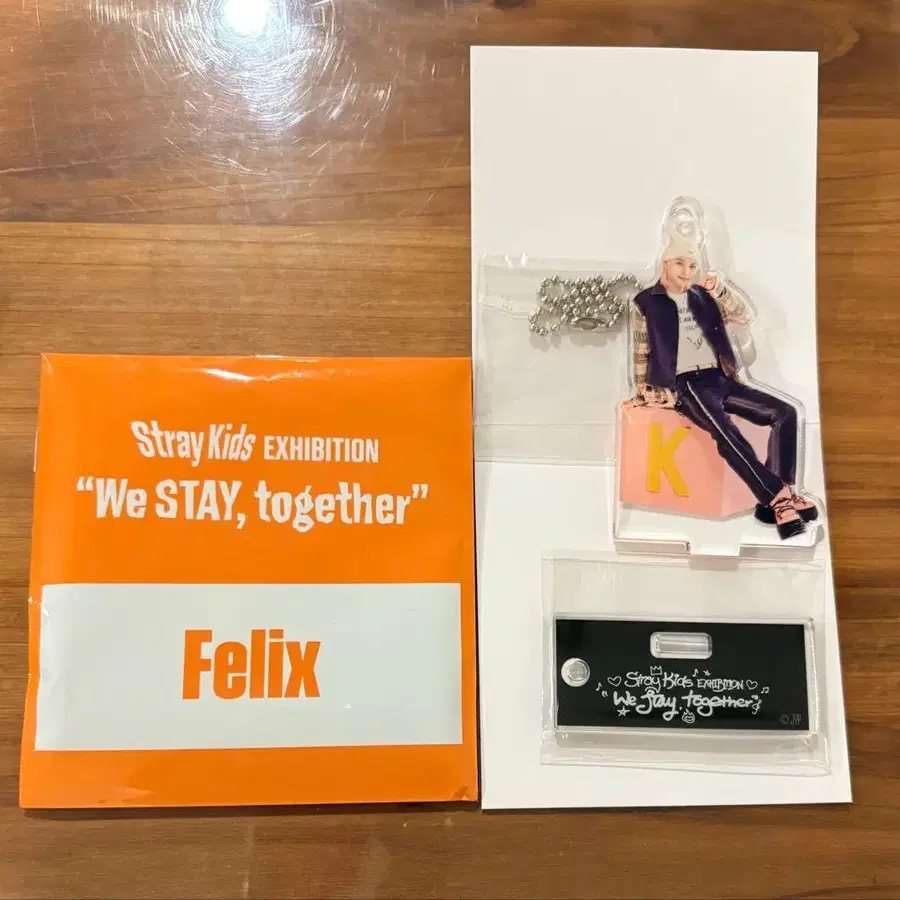 Stray Kids EXHIBITION
“We STAY, together”
Felix
K
Stray Kids EXHIBITION
"We Stay, together"
© JYP